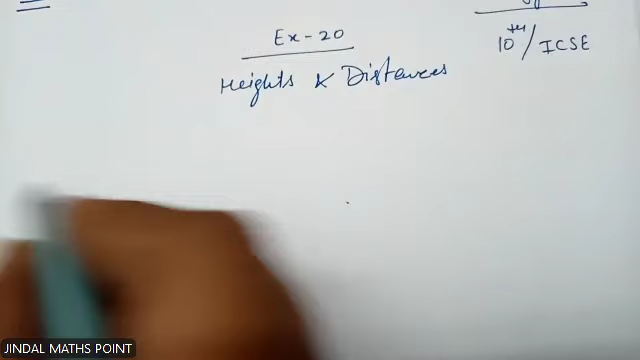 Ex-20
10th/ICSE
Heights & Distances
JINDAL MATHS POINT